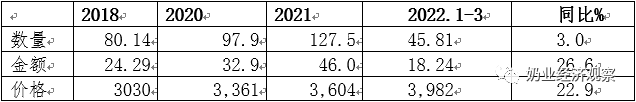 2018 2020 2021 2022.1-3 同比%
数量 80.14 97.9 127.5 45.81 3.0
金额 24.29 32.9 46.0 18.24 26.6
价格 3030 3,361 3,604 3,982 22.9
奶业经济观察